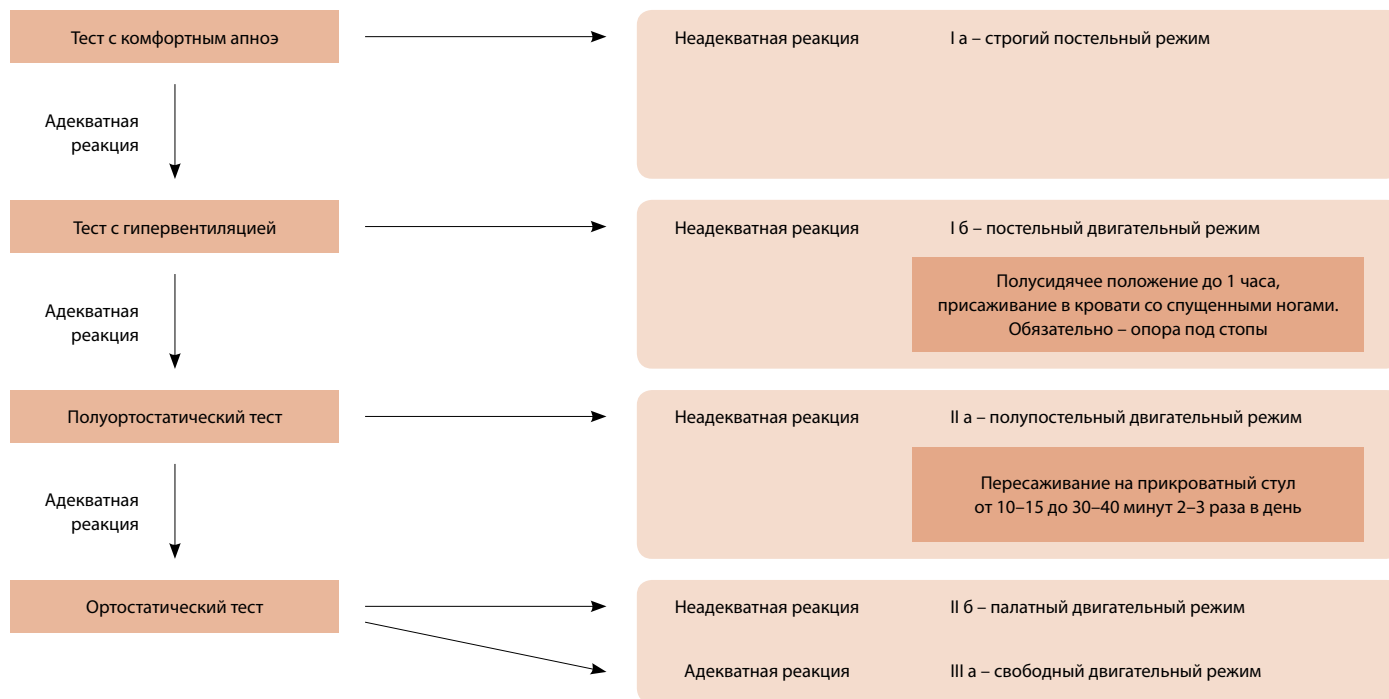 Тест с комфортным апноэ
Неадекватная реакция
I а – строгий постельный режим
Адекватная
реакция
Тест с гипервентиляцией
Неадекватная реакция
I б – постельный двигательный режим
Полусидячее положение до 1 часа,
присаживание в кровати со спущенными ногами.
Обязательно – опора под стопы
Адекватная
реакция
Полуортостатический тест
Неадекватная реакция
II а – полупостельный двигательный режим
Пересаживание на прикроватный стул
от 10–15 до 30–40 минут 2–3 раза в день
Адекватная
реакция
Ортостатический тест
Неадекватная реакция
II б – палатный двигательный режим
Адекватная реакция
III а – свободный двигательный режим